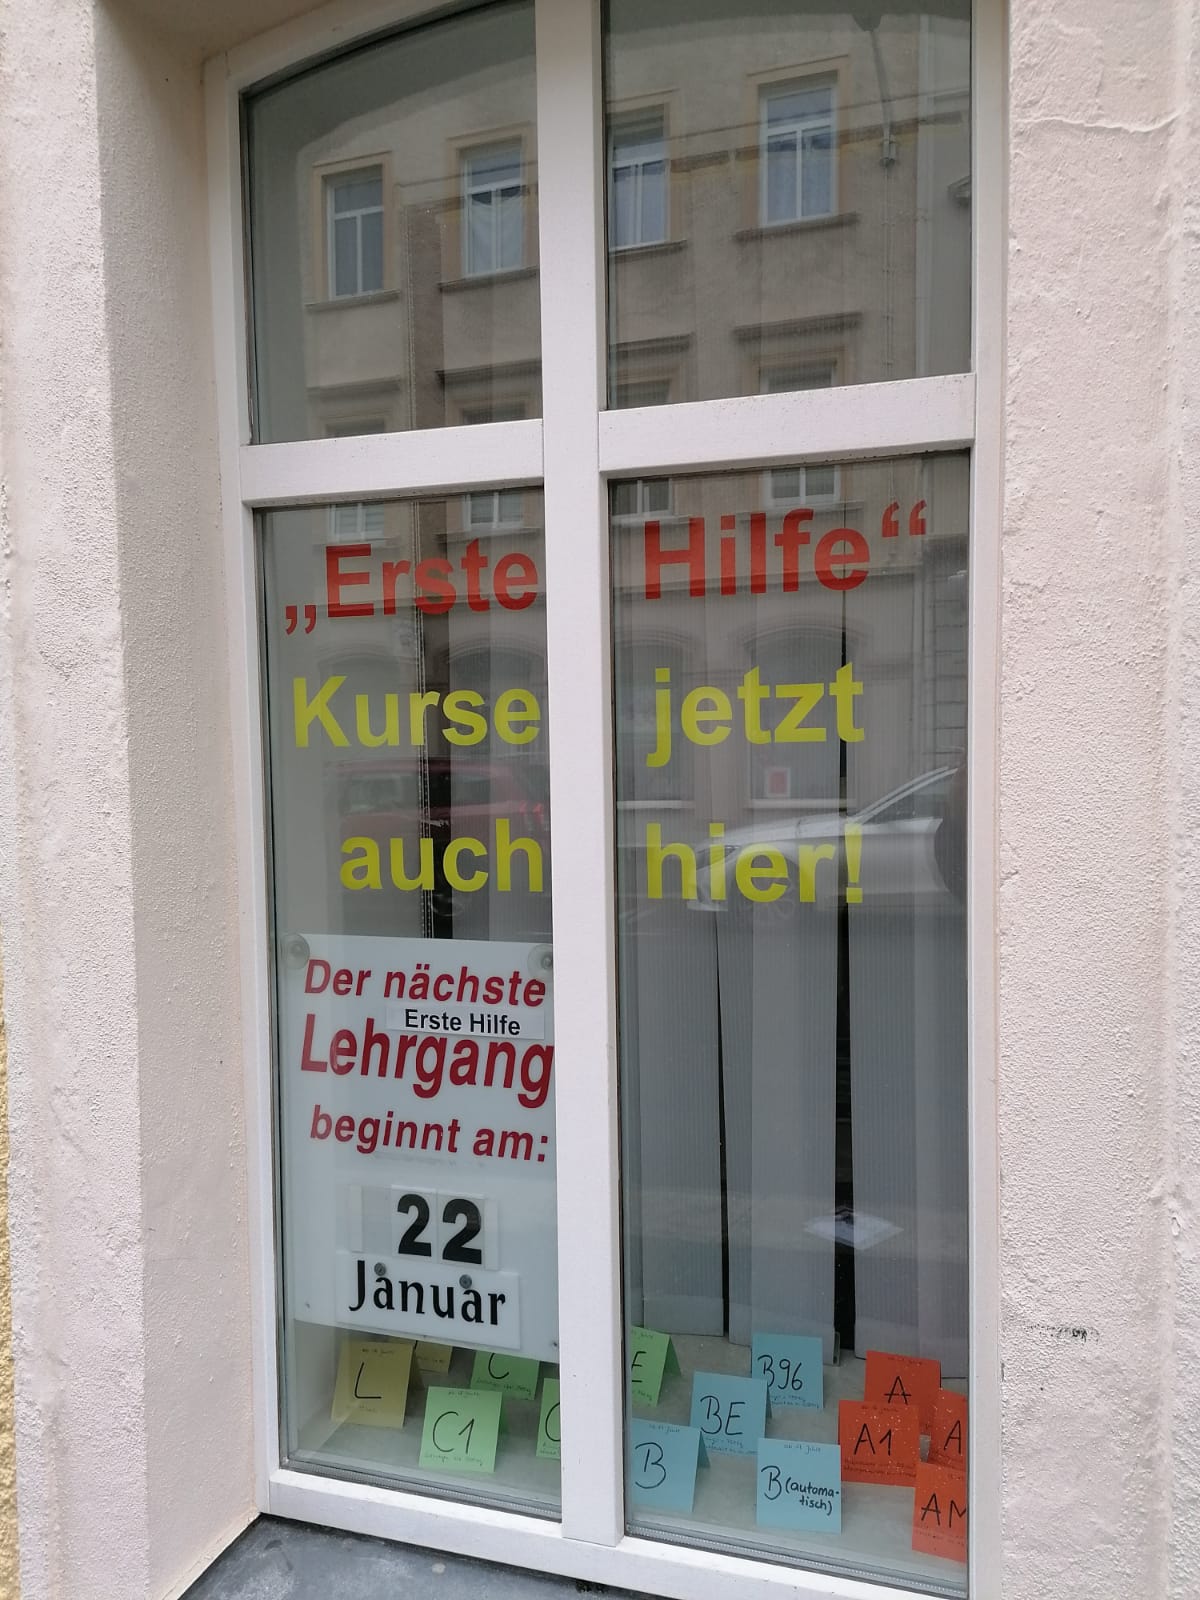 „Erste Hilfe“
Kurse jetzt
auch hier!
Der nächste
Erste Hilfe
Lehrgang
beginnt am:
22
Januar
L
C
C1
E
B96
BE
B
B (automa-
tisch)
A
A1
A
AM